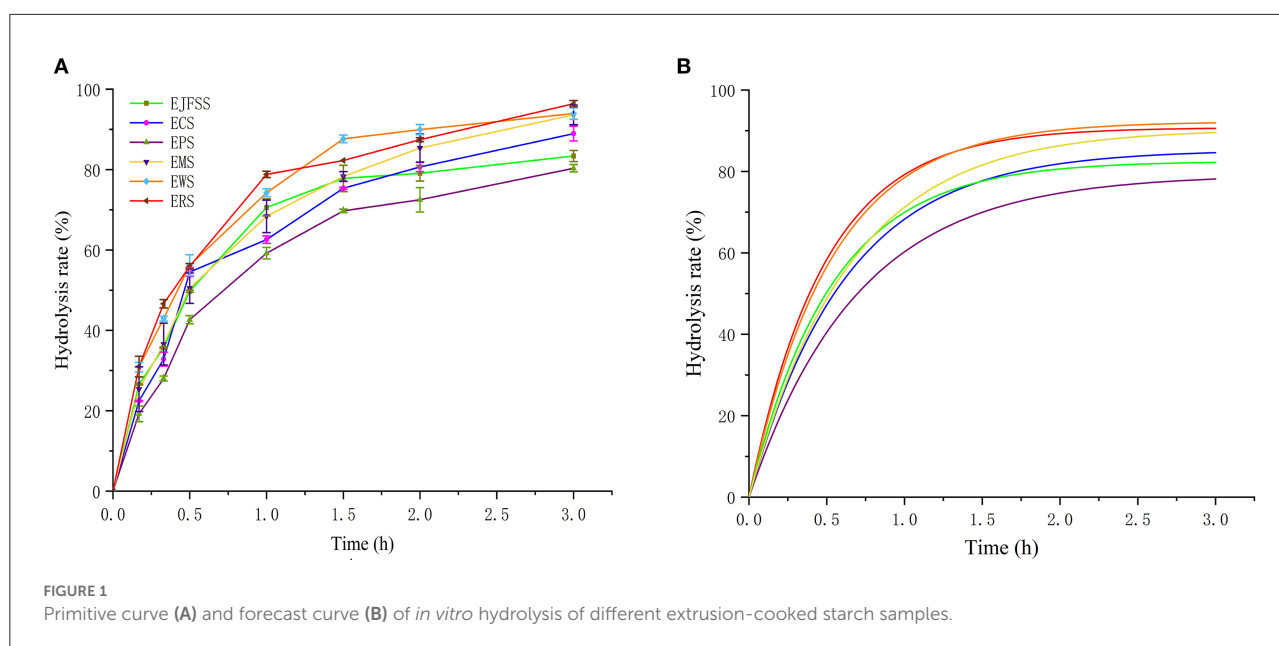 A
B
100
80
60
40
20
0
Hydrolysis rate (%)
EJFSS
ECS
EPS
EMS
EWS
ERS
0.0 0.5 1.0 1.5 2.0 2.5 3.0
Time (h)
100
80
60
40
20
0
Hydrolysis rate (%)
0.0 0.5 1.0 1.5 2.0 2.5 3.0
Time (h)
FIGURE 1
Primitive curve (A) and forecast curve (B) of in vitro hydrolysis of different extrusion-cooked starch samples.